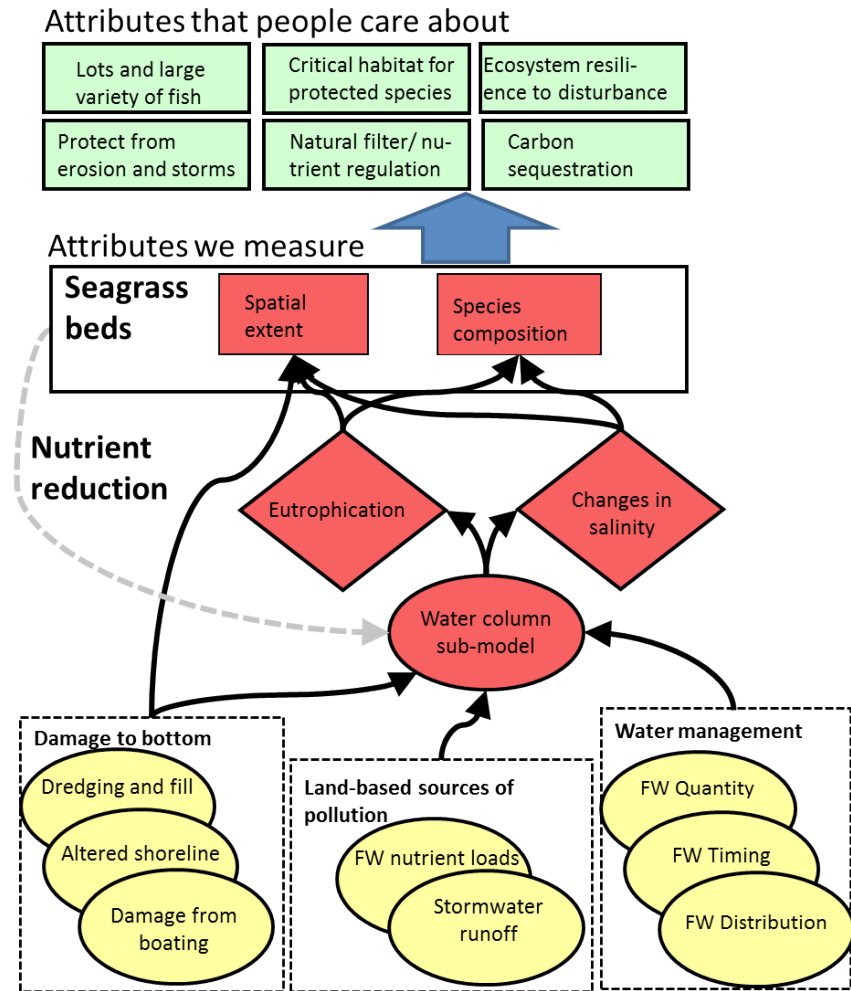 Attributes that people care about
Lots and large
variety of fish
Critical habitat for
protected species
Ecosystem resili-
ience to disturbance
Protect from
erosion and storms
Natural filter/ nu-
trient regulation
Carbon
sequestration
Attributes we measure
Seagrass
beds
Spatial
extent
Species
composition
Nutrient
reduction
Eutrophication
Changes in
salinity
Water column
sub-model
Damage to bottom
Dredging and fill
Altered shoreline
Damage from
boating
Land-based sources of
pollution
FW nutrient loads
Stormwater
runoff
Water management
FW Quantity
FW Timing
FW Distribution